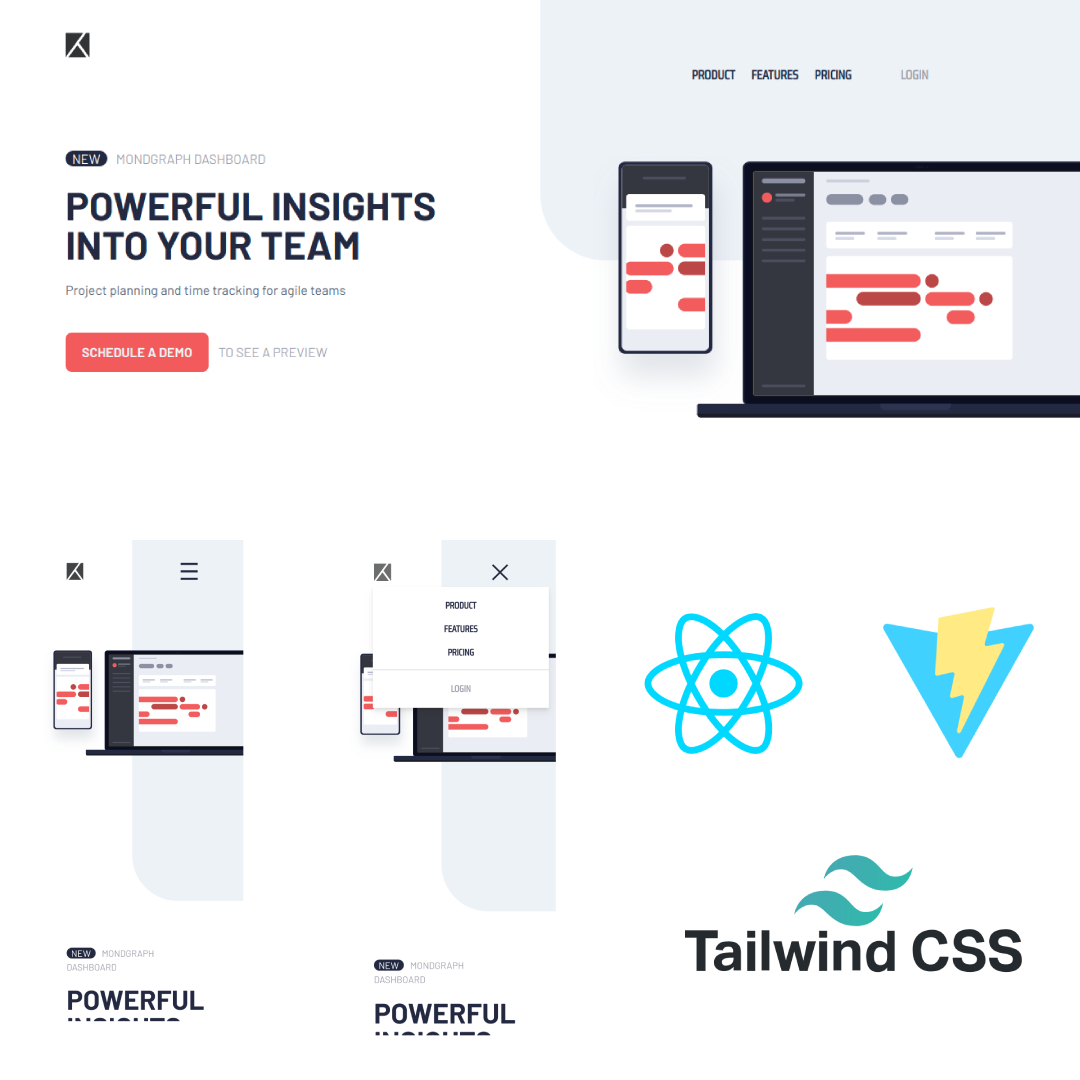 PRODUCT FEATURES PRICING LOGIN
NEW MONDGRAPH DASHBOARD
POWERFUL INSIGHTS
INTO YOUR TEAM
Project planning and time tracking for agile teams
SCHEDULE A DEMO TO SEE A PREVIEW
NEW MONDGRAPH
DASHBOARD
POWERFUL
INSIGHTS
PRODUCT
FEATURES
PRICING
LOGIN
NEW MONDGRAPH
DASHBOARD
POWERFUL
INSIGHTS
Tailwind CSS